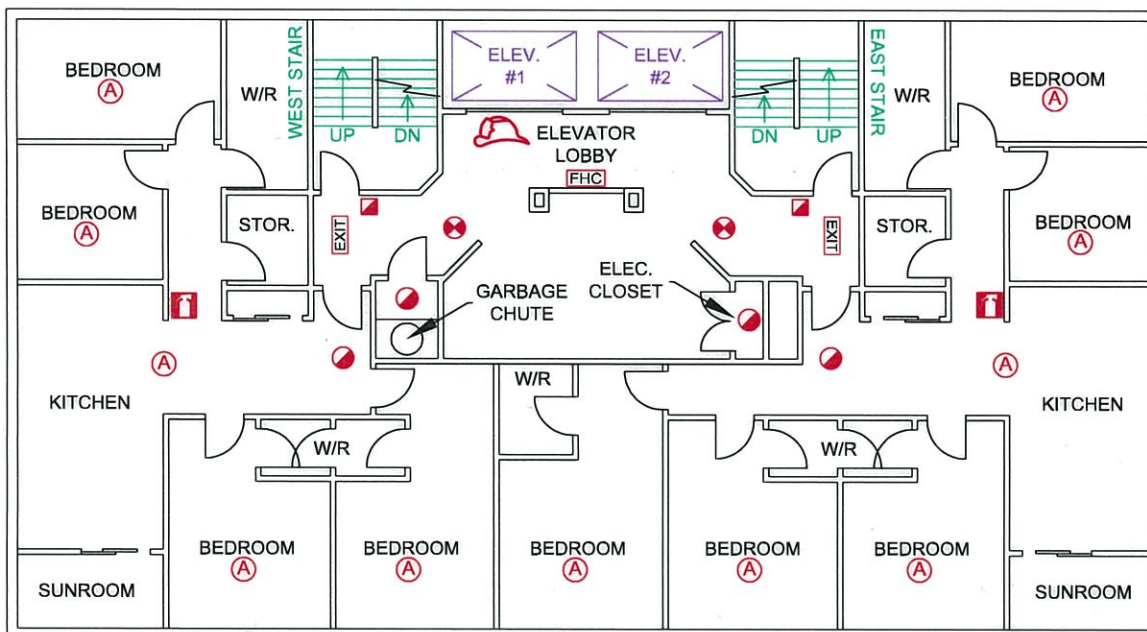 BEDROOM
A
W/R
WEST STAIR
UP
DN
ELEV.
#1
ELEV.
#2
DN
UP
EAST STAIR
W/R
BEDROOM
A
ELEVATOR
LOBBY
FHC
BEDROOM
A
STOR.
EXIT
EXIT
STOR.
BEDROOM
A
GARBAGE
CHUTE
ELEC.
CLOSET
A
KITCHEN
W/R
A
KITCHEN
W/R
W/R
BEDROOM
A
BEDROOM
A
BEDROOM
A
BEDROOM
A
BEDROOM
A
SUNROOM
SUNROOM